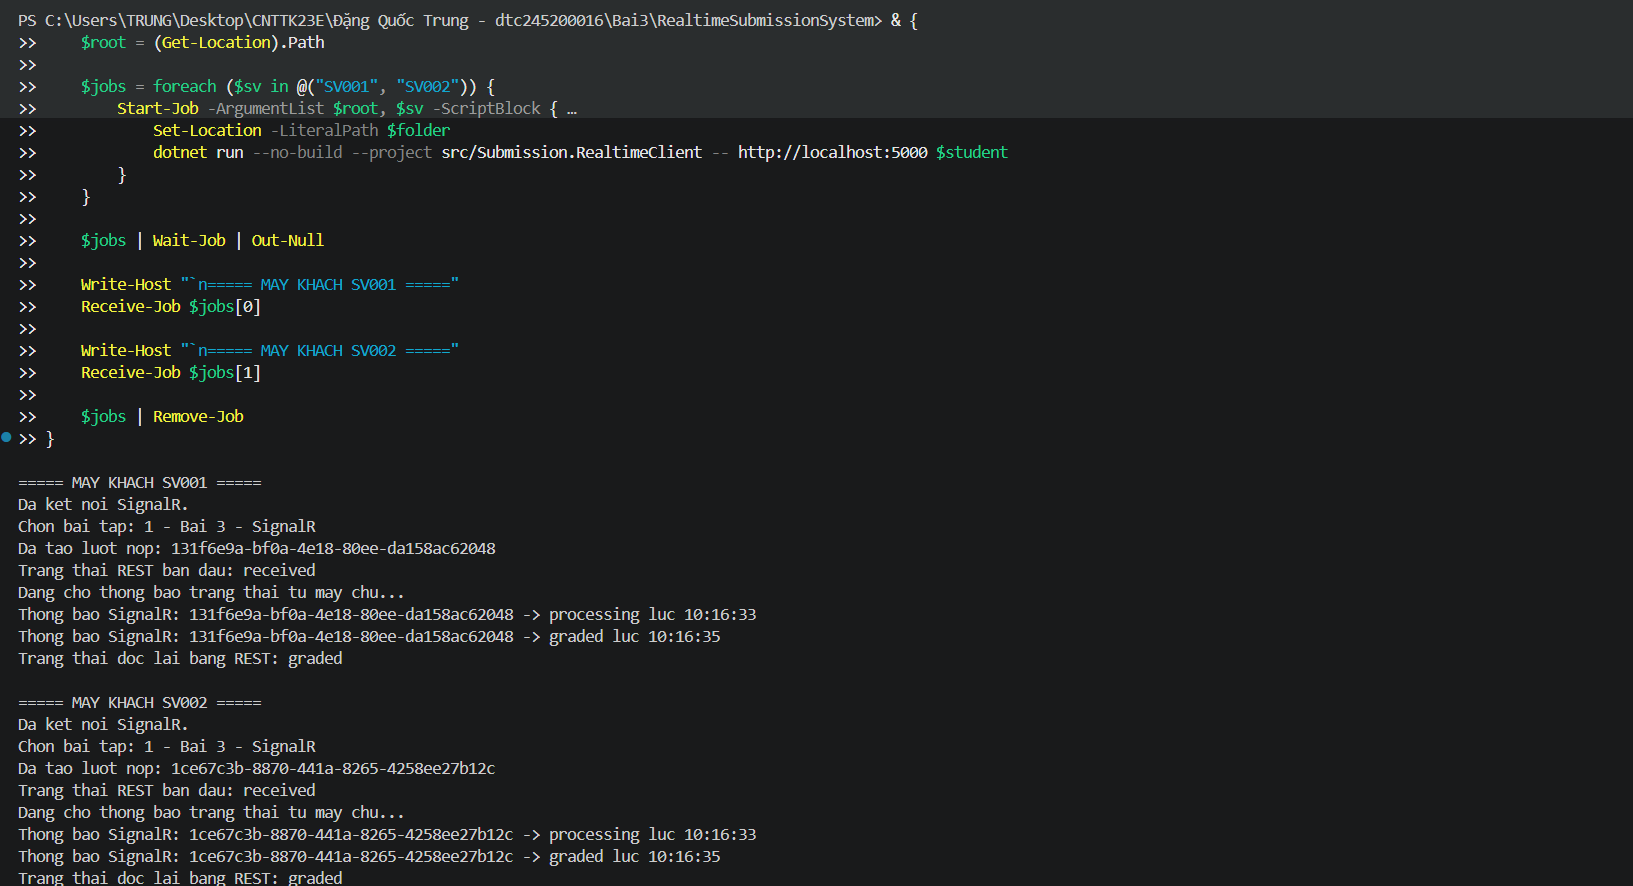 PS C:\Users\TRUNG\Desktop\CNTTK23E\Đặng Quốc Trung - dtc245200016\Bai3\RealtimeSubmissionSystem> & {
>>     $root = (Get-Location).Path
>>
>>     $jobs = foreach ($sv in @("SV001", "SV002")) {
>>         Start-Job -ArgumentList $root, $sv -ScriptBlock { …
>>             Set-Location -LiteralPath $folder
>>             dotnet run --no-build --project src/Submission.RealtimeClient -- http://localhost:5000 $student
>>         }
>>     }
>>
>>     $jobs | Wait-Job | Out-Null
>>
>>     Write-Host "`n===== MAY KHACH SV001 ====="
>>     Receive-Job $jobs[0]
>>
>>     Write-Host "`n===== MAY KHACH SV002 ====="
>>     Receive-Job $jobs[1]
>>
>>     $jobs | Remove-Job
>> }

===== MAY KHACH SV001 =====
Da ket noi SignalR.
Chon bai tap: 1 - Bai 3 - SignalR
Da tao luot nop: 131f6e9a-bf0a-4e18-80ee-da158ac62048
Trang thai REST ban dau: received
Dang cho thong bao trang thai tu may chu...
Thong bao SignalR: 131f6e9a-bf0a-4e18-80ee-da158ac62048 -> processing luc 10:16:33
Thong bao SignalR: 131f6e9a-bf0a-4e18-80ee-da158ac62048 -> graded luc 10:16:35
Trang thai doc lai bang REST: graded

===== MAY KHACH SV002 =====
Da ket noi SignalR.
Chon bai tap: 1 - Bai 3 - SignalR
Da tao luot nop: 1ce67c3b-8870-441a-8265-4258ee27b12c
Trang thai REST ban dau: received
Dang cho thong bao trang thai tu may chu...
Thong bao SignalR: 1ce67c3b-8870-441a-8265-4258ee27b12c -> processing luc 10:16:33
Thong bao SignalR: 1ce67c3b-8870-441a-8265-4258ee27b12c -> graded luc 10:16:35
Trang thai doc lai bang REST: graded